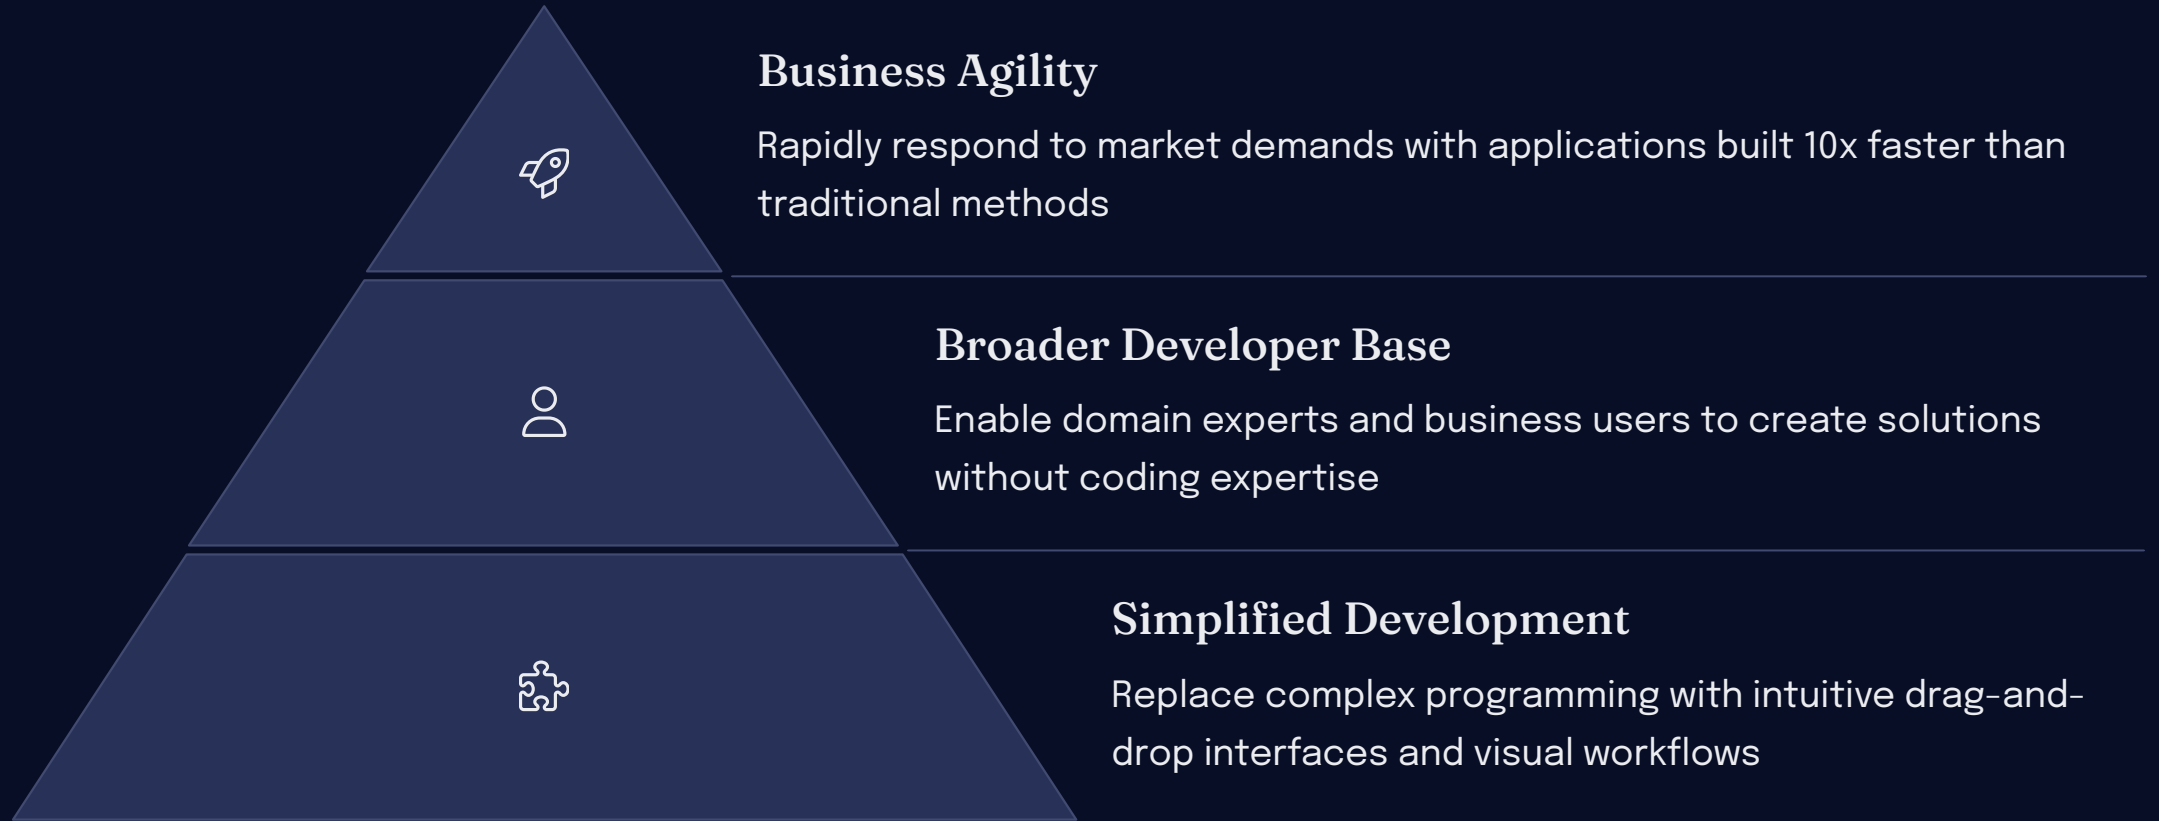 Business Agility
Rapidly respond to market demands with applications built 10x faster than
traditional methods
Broader Developer Base
Enable domain experts and business users to create solutions
without coding expertise
Simplified Development
Replace complex programming with intuitive drag-and-
drop interfaces and visual workflows